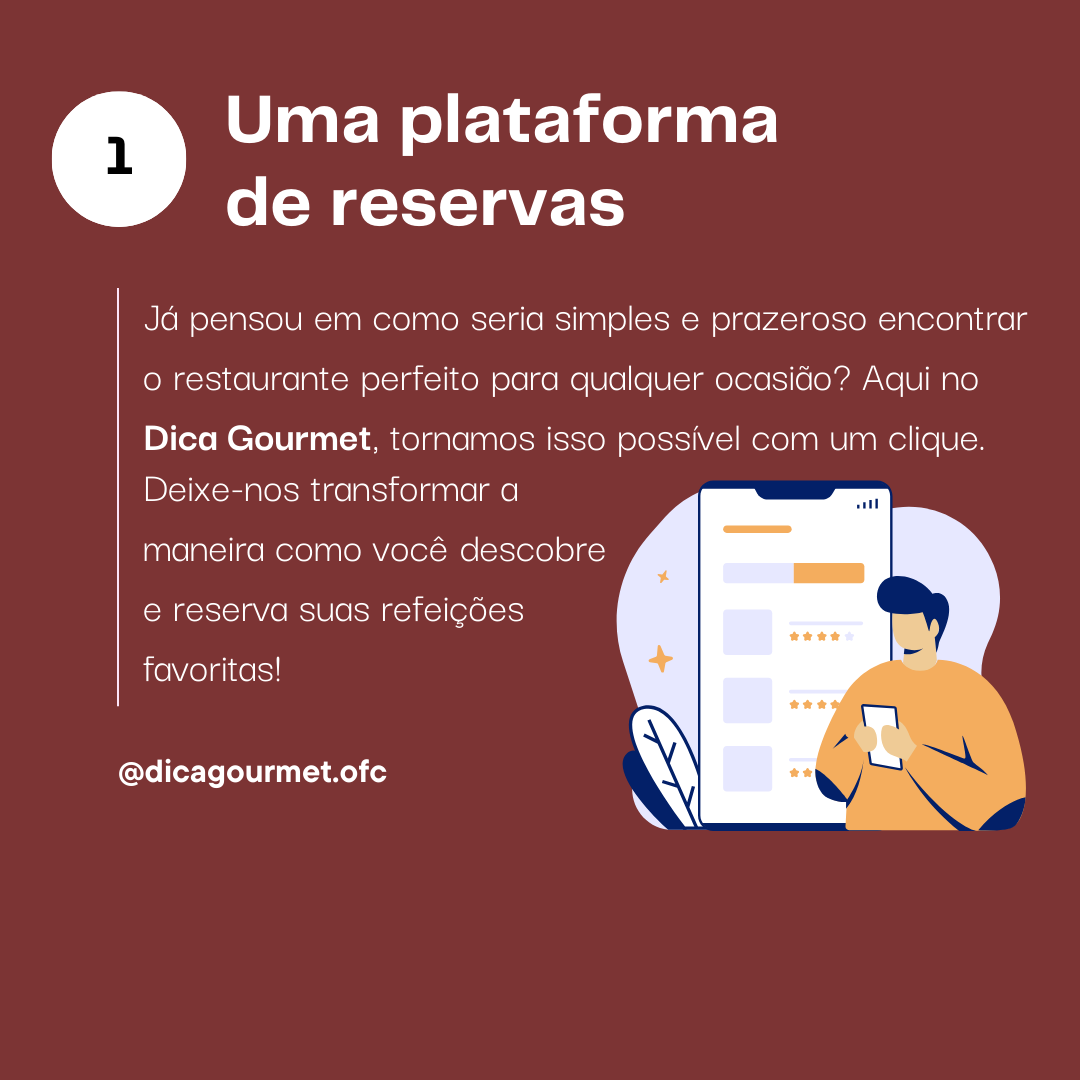 1
Uma plataforma
de reservas
Já pensou em como seria simples e prazeroso encontrar
o restaurante perfeito para qualquer ocasião? Aqui no
Dica Gourmet, tornamos isso possível com um clique.
Deixe-nos transformar a
maneira como você descobre
e reserva suas refeições
favoritas!
@dicagourmet.ofc